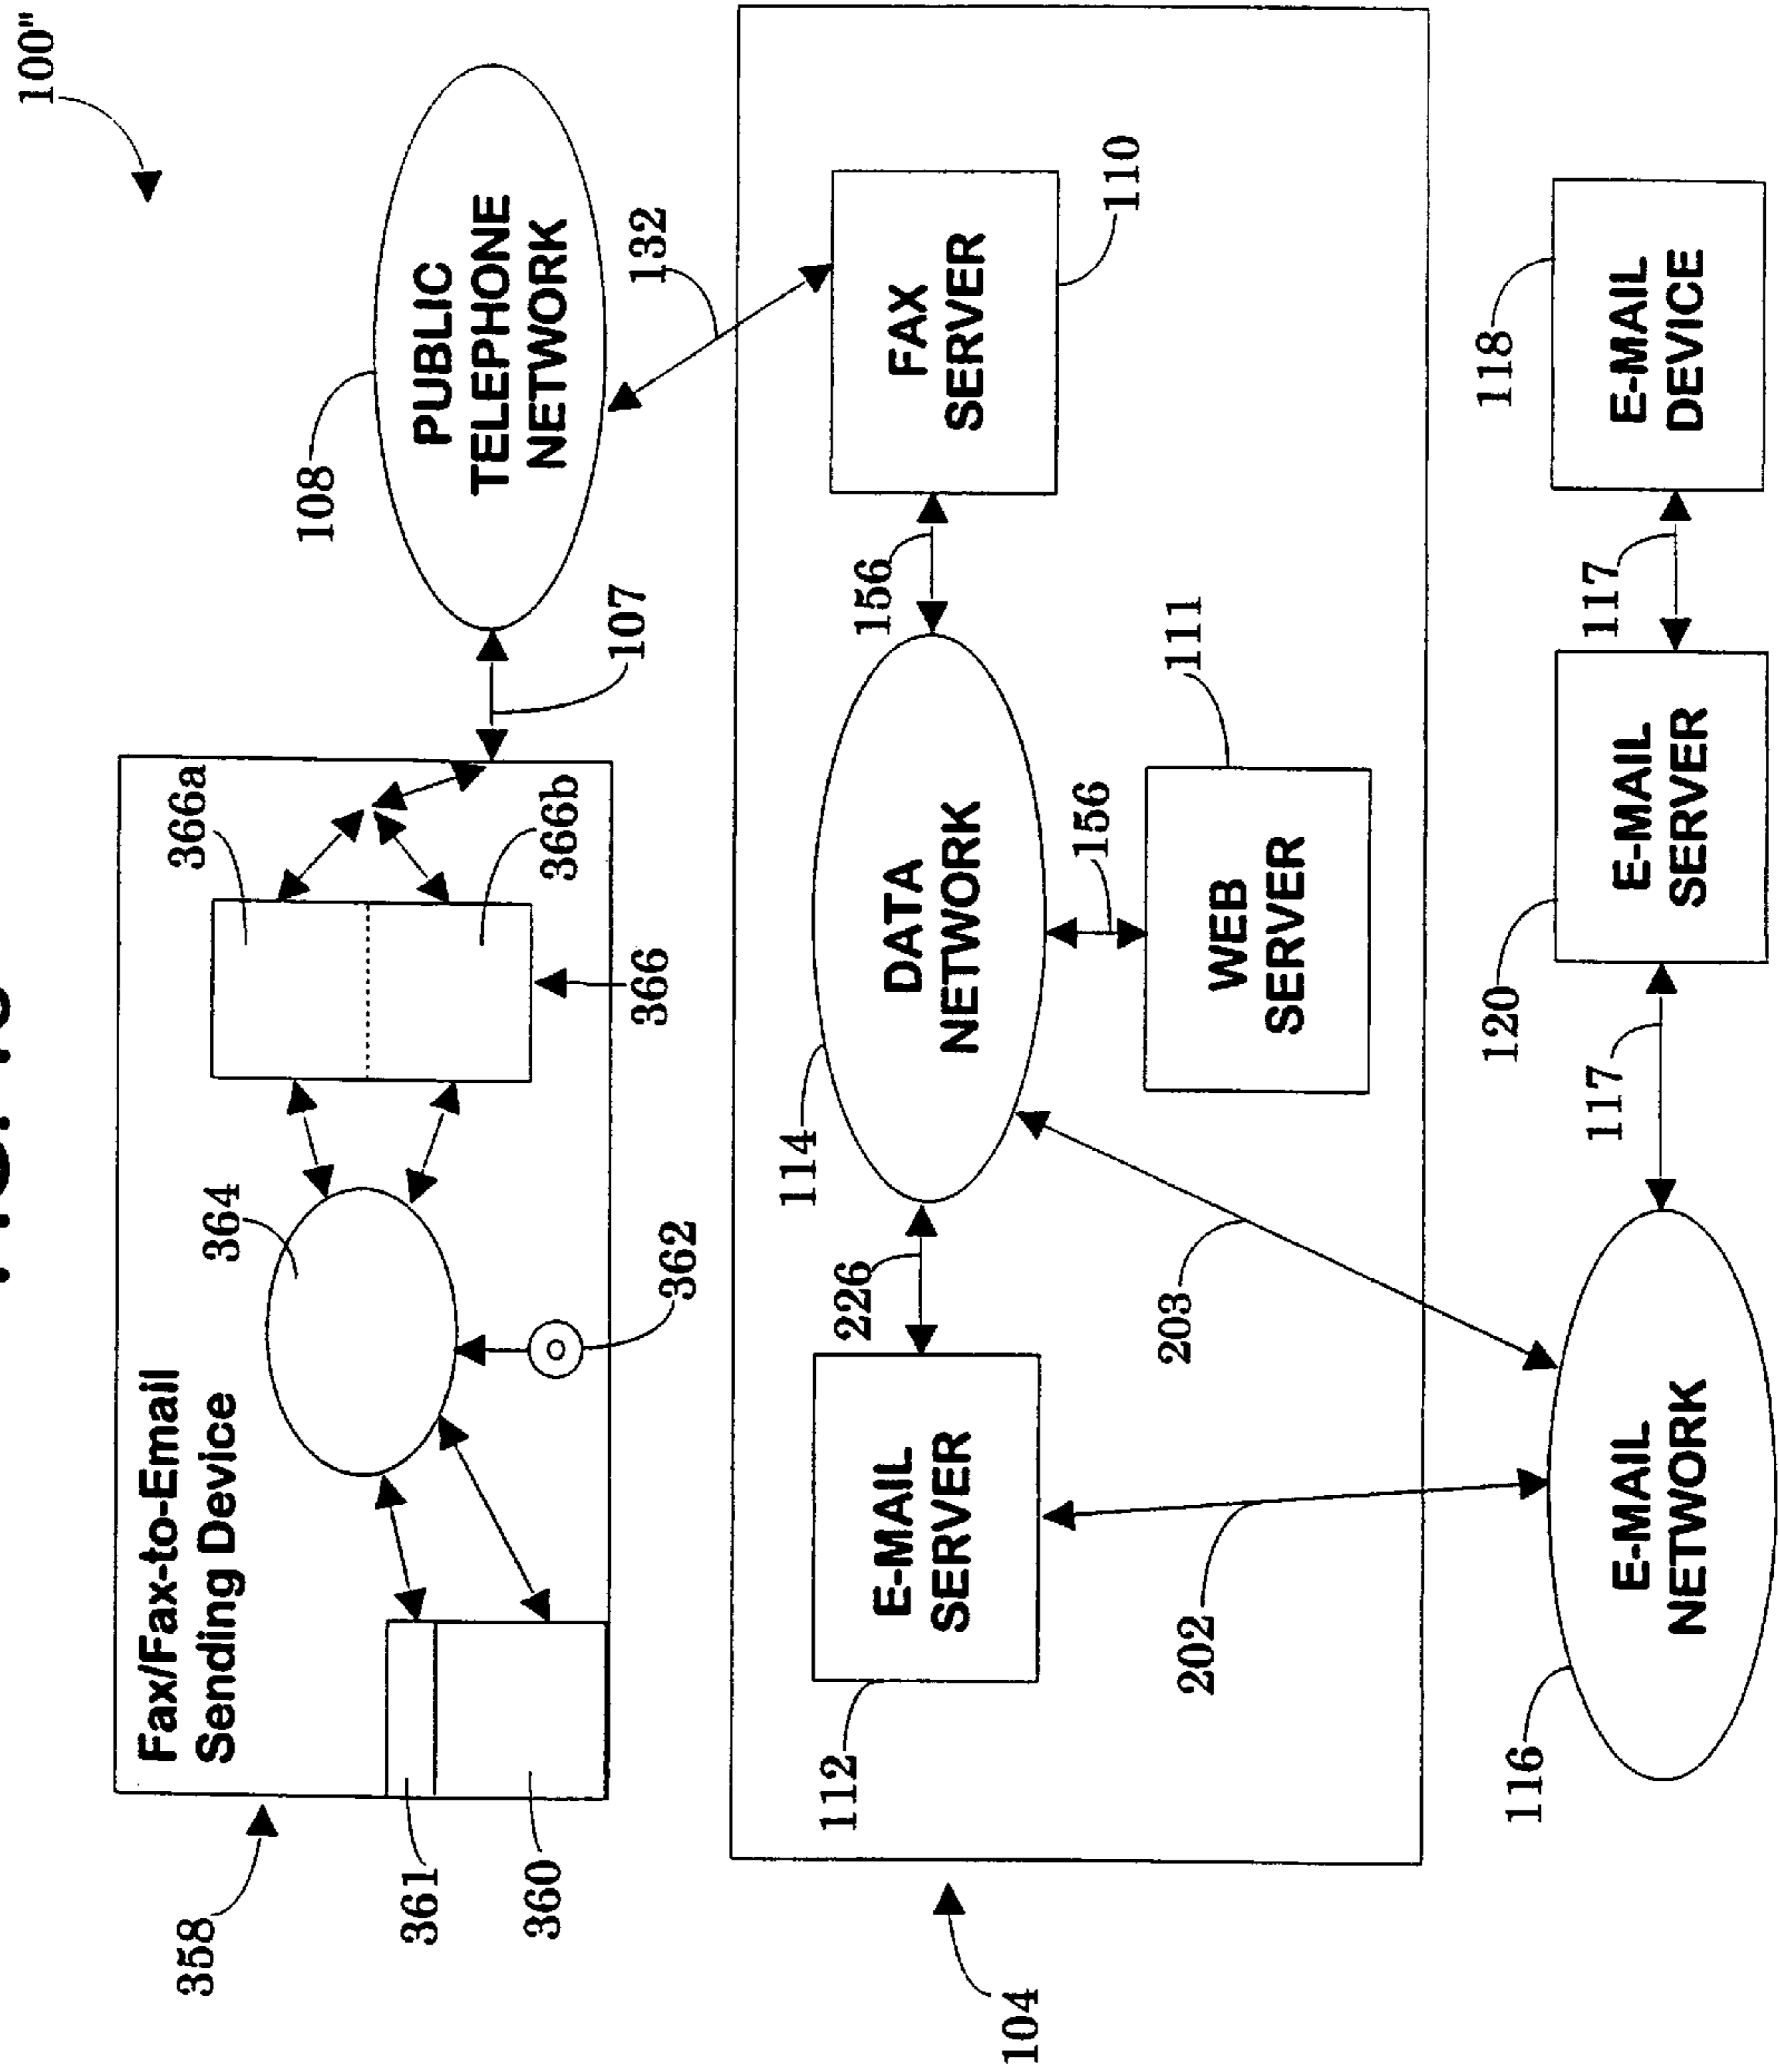 100"
Fax/Fax-to-Email
Sending Device
358
361
360
364
362
366a
366b
366
107
108
PUBLIC
TELEPHONE
NETWORK
132
104
112
E-MAIL
SERVER
226
114
DATA
NETWORK
156
FAX
SERVER
110
156
WEB
SERVER
111
203
202
116
E-MAIL
NETWORK
117
120
E-MAIL
SERVER
117
118
E-MAIL
DEVICE